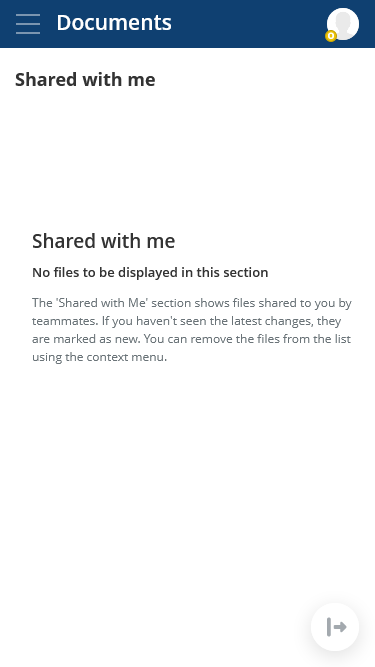 Documents
Shared with me
Shared with me
No files to be displayed in this section
The 'Shared with Me' section shows files shared to you by
teammates. If you haven't seen the latest changes, they
are marked as new. You can remove the files from the list
using the context menu.